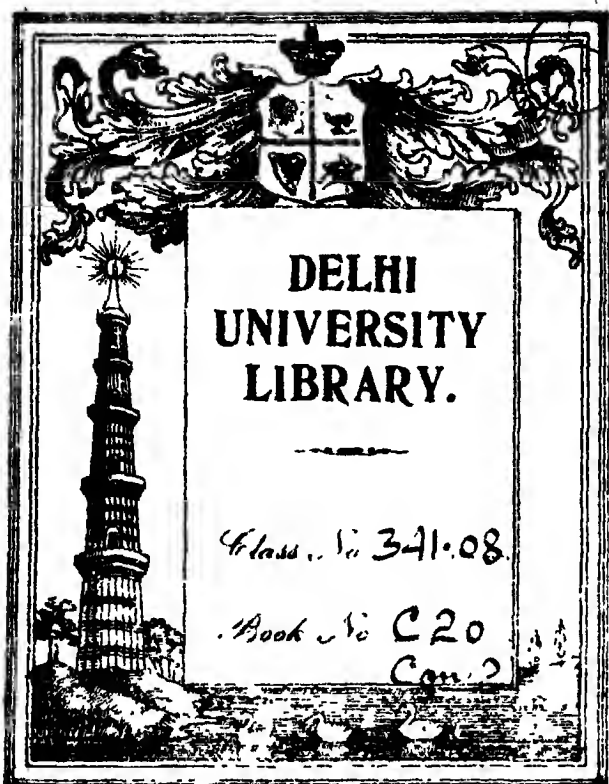 DELHI
UNIVERSITY
LIBRARY.
Class. No 341.08.
Book No C20